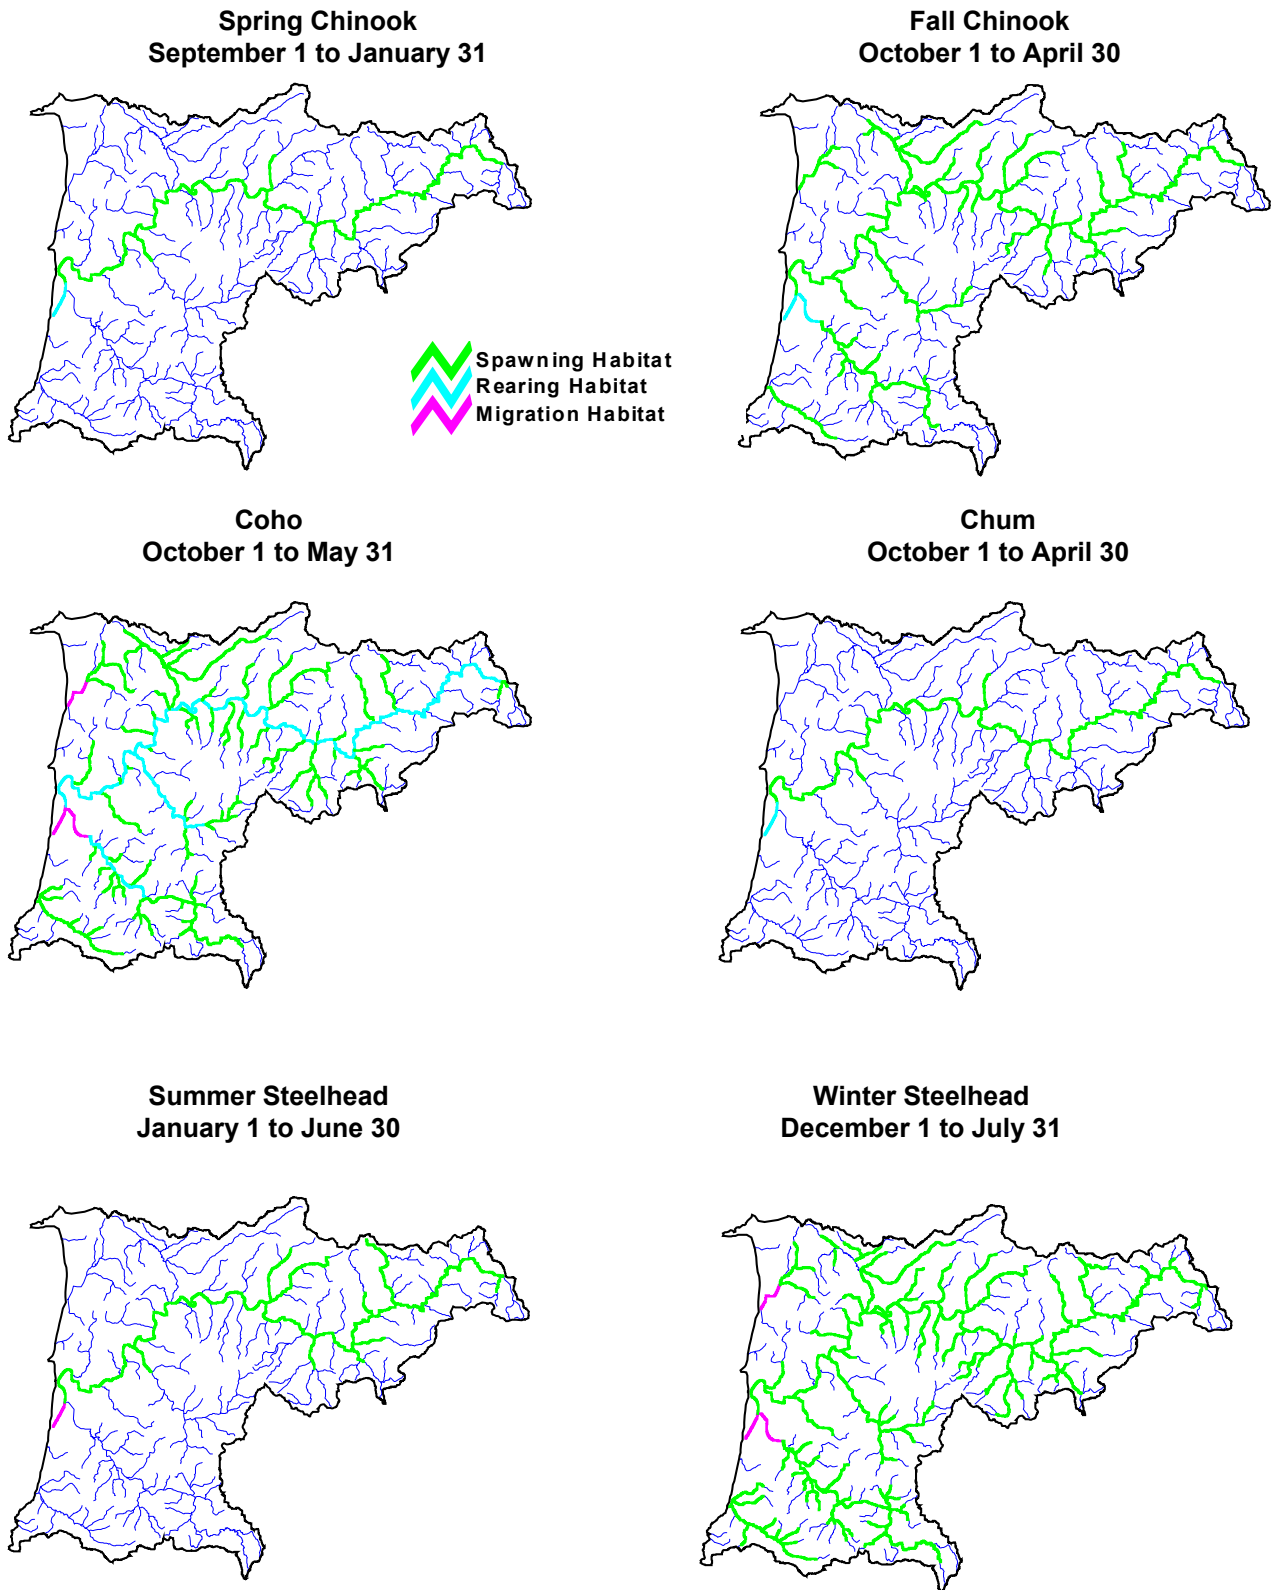 Spring Chinook
September 1 to January 31
Fall Chinook
October 1 to April 30
Spawning Habitat
Rearing Habitat
Migration Habitat
Coho
October 1 to May 31
Chum
October 1 to April 30
Summer Steelhead
January 1 to June 30
Winter Steelhead
December 1 to July 31